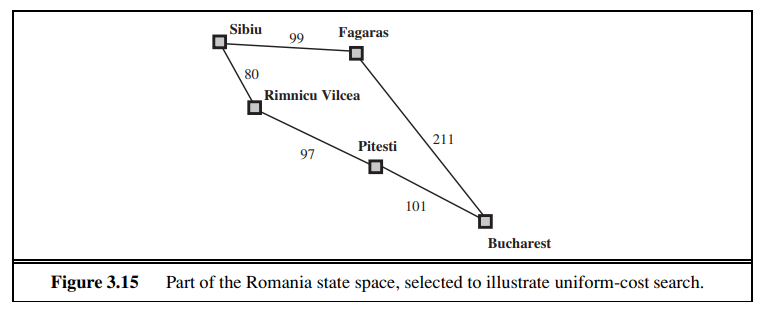 Sibiu
99
Fagaras
80
Rimnicu Vilcea
211
Pitesti
97
101
Bucharest
Figure 3.15 Part of the Romania state space, selected to illustrate uniform-cost search.